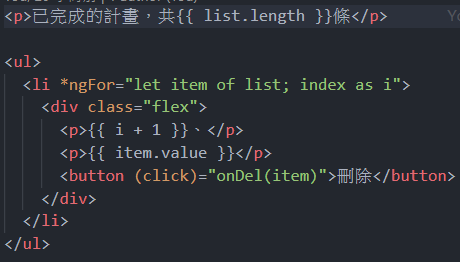 <p>已完成的計畫，共{{ list.length }}條</p>
<ul>
<li *ngFor="let item of list; index as i">
<div class="flex">
<p>{{ i + 1 }}、</p>
<p>{{ item.value }}</p>
<button (click)="onDel(item)">刪除</button>
</div>
</li>
</ul>